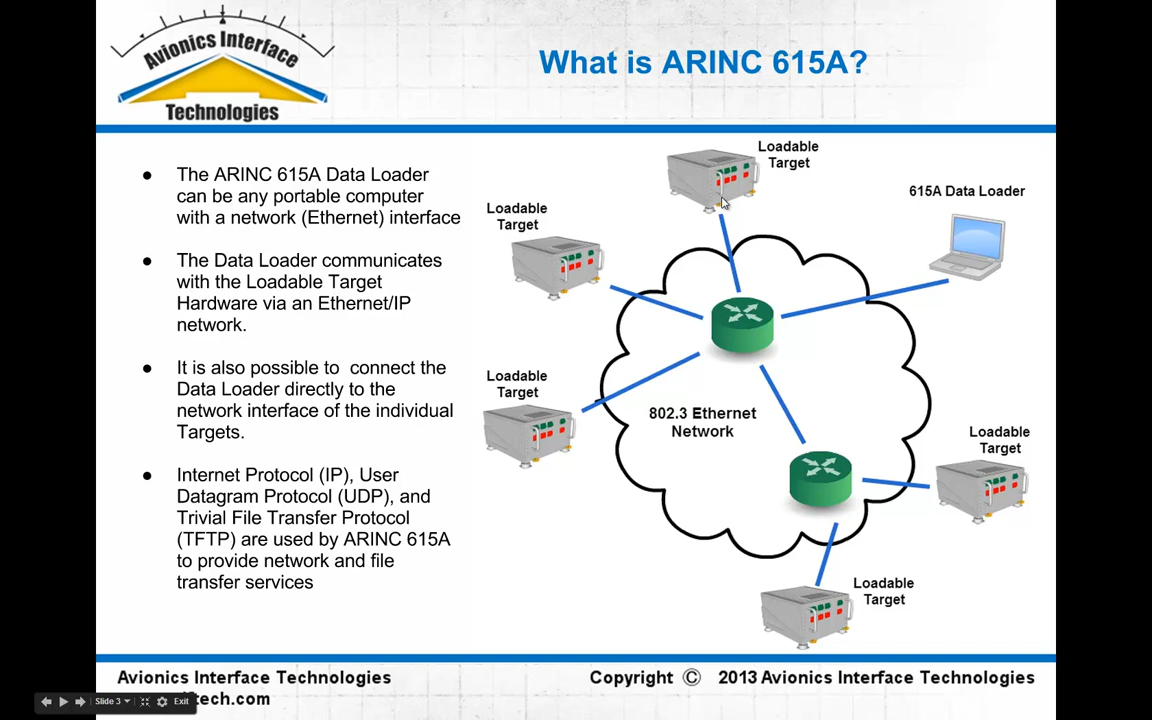 Avionics Interface
Technologies
What is ARINC 615A?
● The ARINC 615A Data Loader
can be any portable computer
with a network (Ethernet) interface
● The Data Loader communicates
with the Loadable Target
Hardware via an Ethernet/IP
network.
● It is also possible to connect the
Data Loader directly to the
network interface of the individual
Targets.
● Internet Protocol (IP), User
Datagram Protocol (UDP), and
Trivial File Transfer Protocol
(TFTP) are used by ARINC 615A
to provide network and file
transfer services
Loadable
Target
615A Data Loader
Loadable
Target
Loadable
Target
802.3 Ethernet
Network
Loadable
Target
Loadable
Target
Avionics Interface Technologies
Copyright © 2013 Avionics Interface Technologies
Slide 3
Exit
tech.com